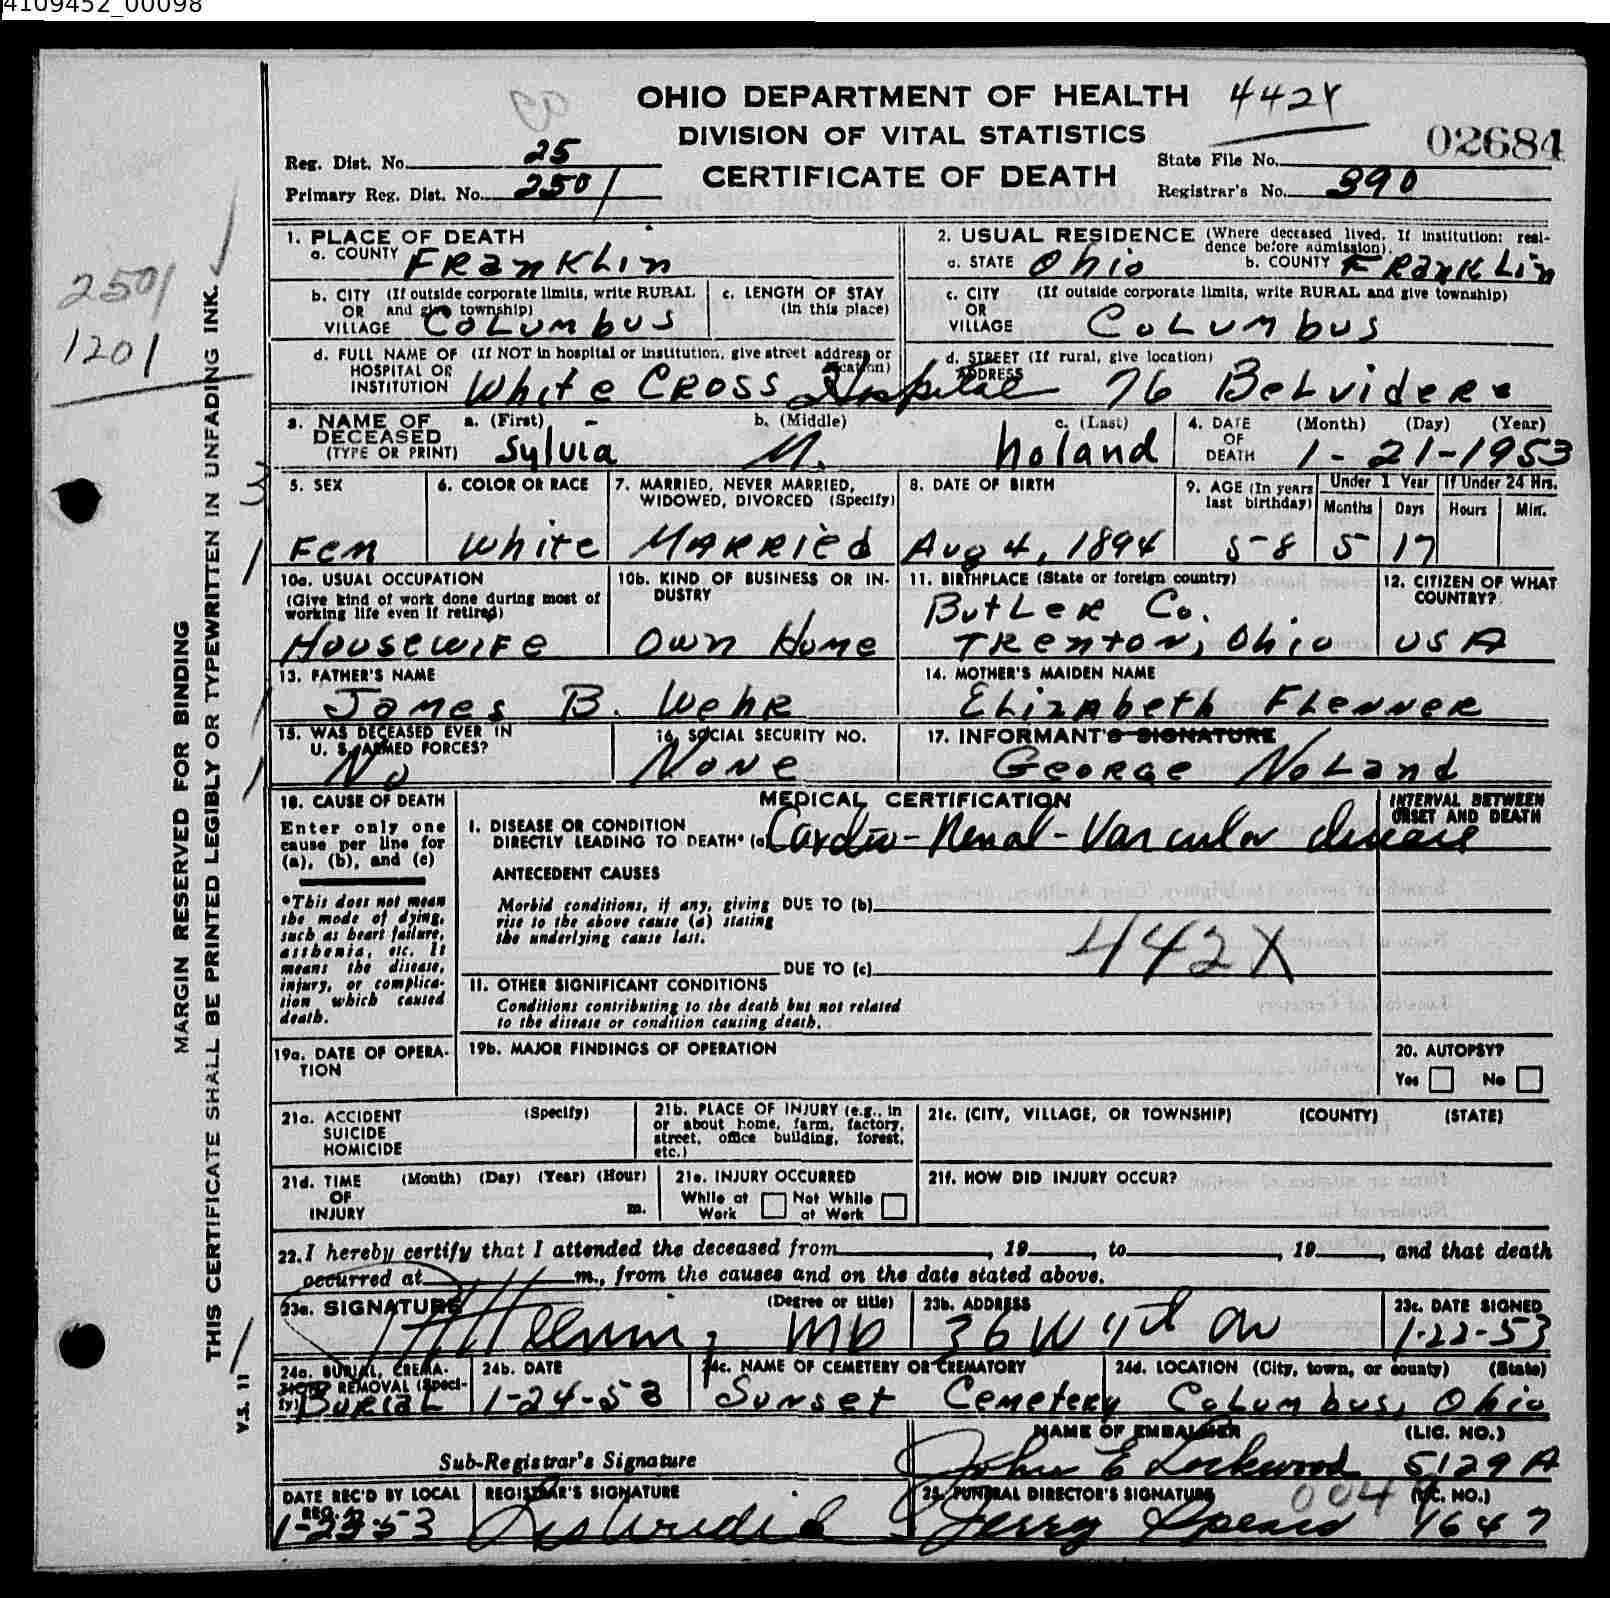 4109452_00098
OHIO DEPARTMENT OF HEALTH 442X
DIVISION OF VITAL STATISTICS
CERTIFICATE OF DEATH
Reg. Dist. No. 25
Primary Reg. Dist. No. 2501
State File No. 02684
Registrar's No. 390
2501
1201
MARGIN RESERVED FOR BINDING
THIS CERTIFICATE SHALL BE PRINTED LEGIBLY OR TYPEWRITTEN IN UNFADING INK.
V.S. 11
1. PLACE OF DEATH
a. COUNTY Franklin
2. USUAL RESIDENCE (Where deceased lived. If institution: residence before admission).
a. STATE Ohio b. COUNTY Franklin
b. CITY (If outside corporate limits, write RURAL
OR and give township)
VILLAGE Columbus
c. LENGTH OF STAY
(in this place)
c. CITY (If outside corporate limits, write RURAL and give township)
OR
VILLAGE Columbus
d. FULL NAME OF (If NOT in hospital or institution, give street address or location)
HOSPITAL OR
INSTITUTION White Cross Hospital
d. STREET (If rural, give location)
ADDRESS 76 Belvidere
3. NAME OF DECEASED
(TYPE OR PRINT)
a. (First) Sylvia
b. (Middle) M.
c. (Last) Noland
4. DATE OF DEATH (Month) (Day) (Year)
1-21-1953
5. SEX
Fem
6. COLOR OR RACE
White
7. MARRIED, NEVER MARRIED, WIDOWED, DIVORCED (Specify)
Married
8. DATE OF BIRTH
Aug 4, 1894
9. AGE (In years last birthday)
58
Under 1 Year
Months 5
Days 17
If Under 24 Hrs.
Hours
Min.
10a. USUAL OCCUPATION
(Give kind of work done during most of working life even if retired)
Housewife
10b. KIND OF BUSINESS OR INDUSTRY
Own Home
11. BIRTHPLACE (State or foreign country)
Butler Co.
Trenton, Ohio
12. CITIZEN OF WHAT COUNTRY?
USA
13. FATHER'S NAME
James B. Wehr
14. MOTHER'S MAIDEN NAME
Elizabeth Flenner
15. WAS DECEASED EVER IN U. S. ARMED FORCES?
No
16. SOCIAL SECURITY NO.
None
17. INFORMANT'S SIGNATURE
George Noland
18. CAUSE OF DEATH
Enter only one cause per line for (a), (b), and (c)
*This does not mean the mode of dying, such as heart failure, asthenia, etc. It means the disease, injury, or complication which caused death.
MEDICAL CERTIFICATION
INTERVAL BETWEEN ONSET AND DEATH
I. DISEASE OR CONDITION
DIRECTLY LEADING TO DEATH* (a) Cardio-Renal-Vascular disease
ANTECEDENT CAUSES
Morbid conditions, if any, giving rise to the above cause (a) stating the underlying cause last.
DUE TO (b)
442X
DUE TO (c)
II. OTHER SIGNIFICANT CONDITIONS
Conditions contributing to the death but not related to the disease or condition causing death.
19a. DATE OF OPERATION
19b. MAJOR FINDINGS OF OPERATION
20. AUTOPSY?
Yes No
21a. ACCIDENT (Specify)
SUICIDE
HOMICIDE
21b. PLACE OF INJURY (e.g., in or about home, farm, factory, street, office building, forest, etc.)
21c. (CITY, VILLAGE, OR TOWNSHIP) (COUNTY) (STATE)
21d. TIME (Month) (Day) (Year) (Hour)
OF
INJURY m.
21e. INJURY OCCURRED
While at Work Not While at Work
21f. HOW DID INJURY OCCUR?
22. I hereby certify that I attended the deceased from , 19 , to , 19 , and that death
occurred at m., from the causes and on the date stated above.
23a. SIGNATURE (Degree or title)
MD
23b. ADDRESS
36 W
23c. DATE SIGNED
1-22-53
24a. BURIAL, CREMATION, REMOVAL (Specify)
Burial
24b. DATE
1-24-53
24c. NAME OF CEMETERY OR CREMATORY
Sunset Cemetery
24d. LOCATION (City, town, or county) (State)
Columbus, Ohio
Sub-Registrar's Signature
NAME OF EMBALMER (LIC. NO.)
John E Lockwood 5129 A
DATE REC'D BY LOCAL REG.
1-23-53
REGISTRAR'S SIGNATURE
25. FUNERAL DIRECTOR'S SIGNATURE 004 (LIC. NO.)
Jerry Spears 1647